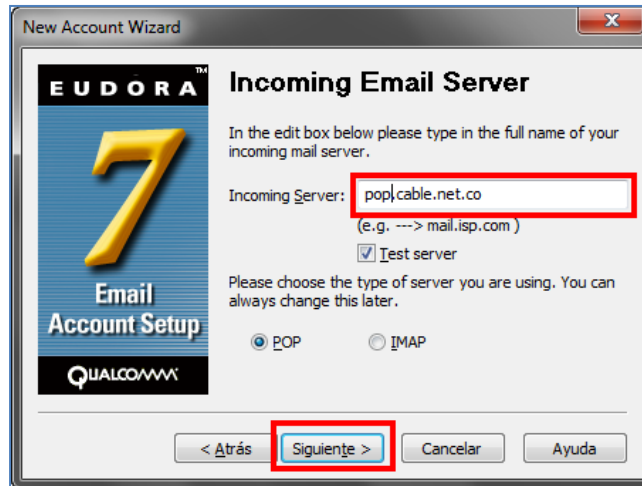 New Account Wizard
EUDORA™
7
Email
Account Setup
QUALCOMM
Incoming Email Server
In the edit box below please type in the full name of your
incoming mail server.
Incoming Server: pop.cable.net.co
(e.g. ---> mail.isp.com )
Test server
Please choose the type of server you are using. You can
always change this later.
POP IMAP
< Atrás Siguiente > Cancelar Ayuda